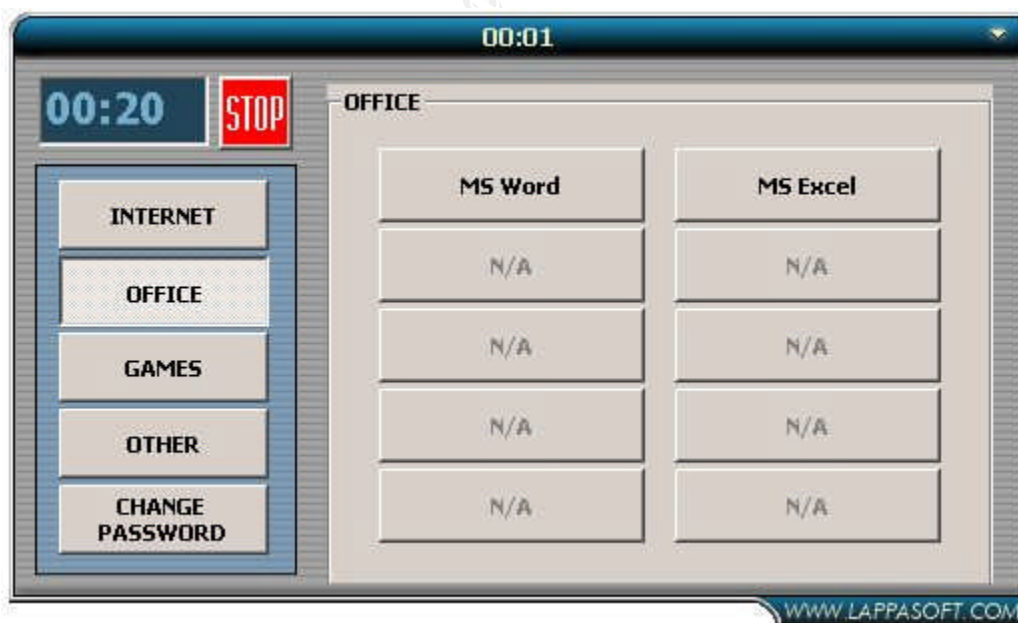 00:01
00:20
STOP
INTERNET
OFFICE
GAMES
OTHER
CHANGE
PASSWORD
OFFICE
MS Word
MS Excel
N/A
N/A
N/A
N/A
N/A
N/A
N/A
N/A
WWW.LAPPASOFT.COM